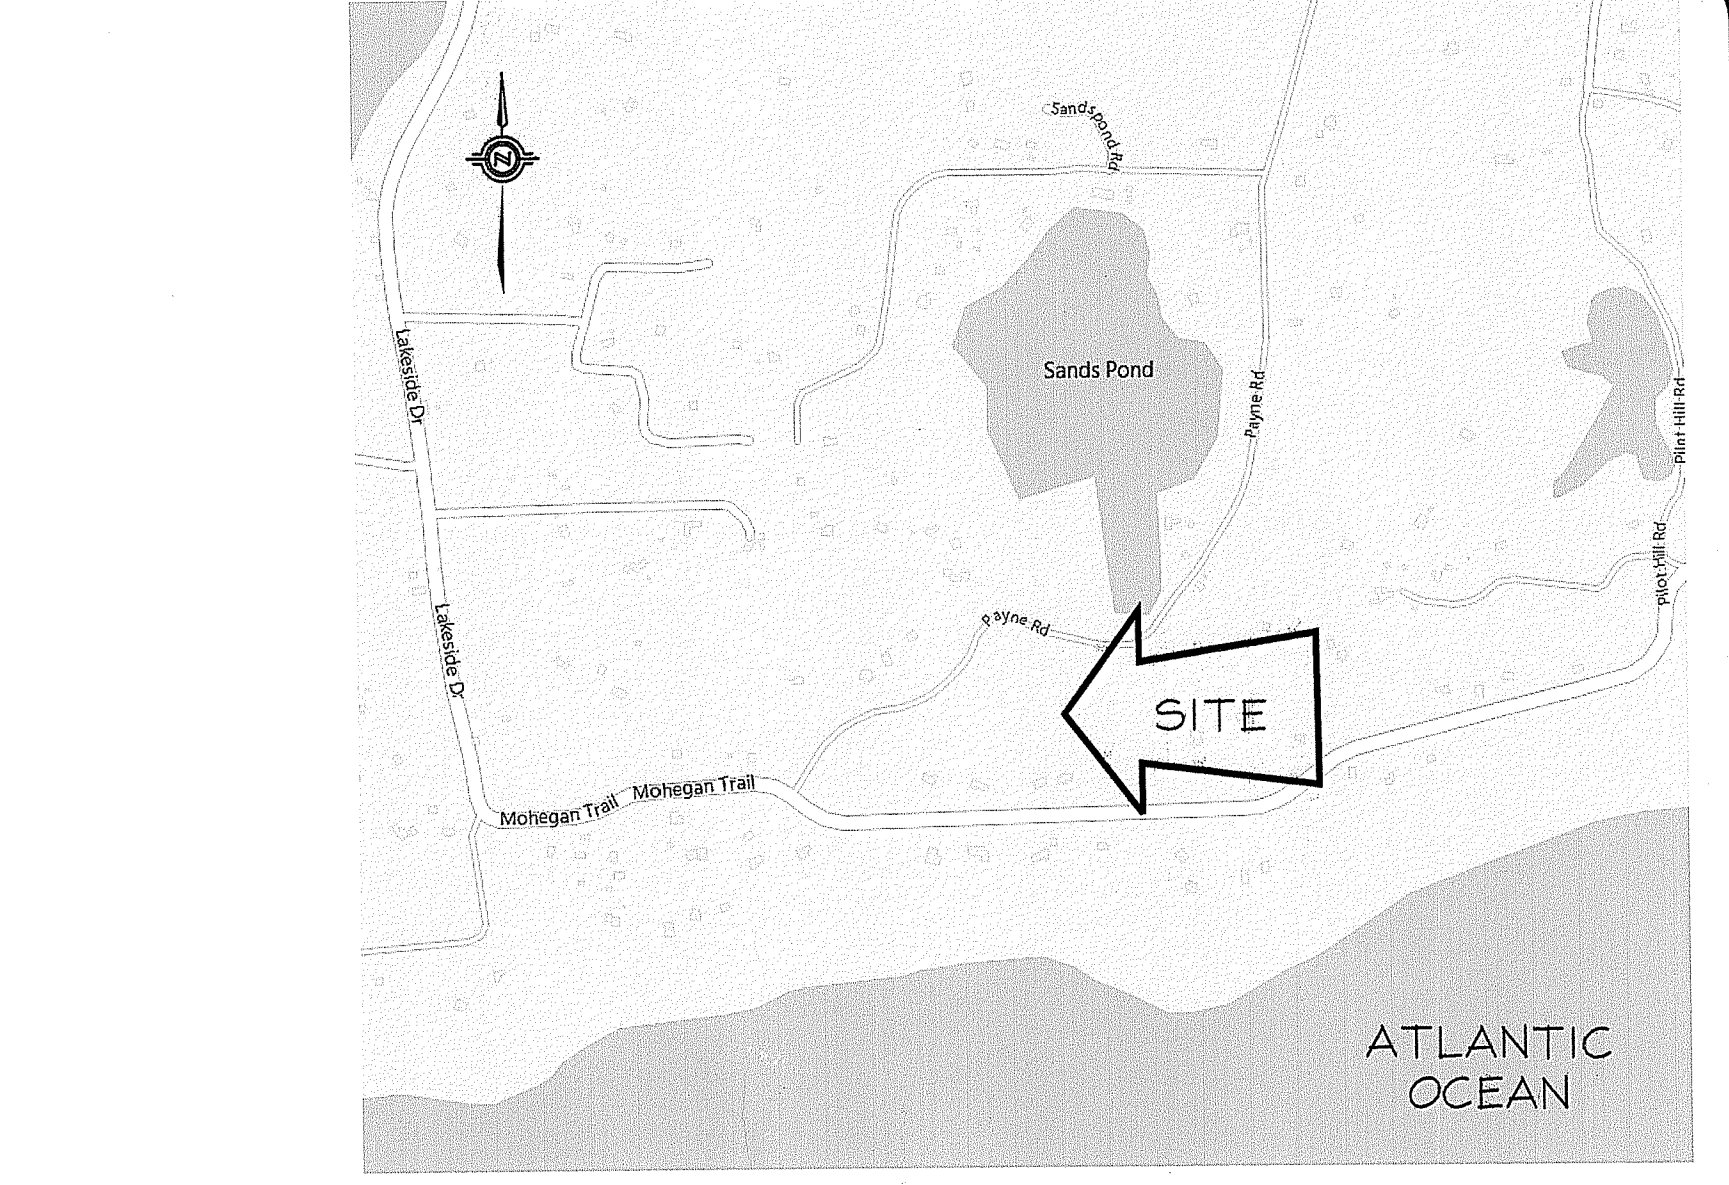 Sandspond Rd
N
Lakeside Dr
Sands Pond
Payne Rd
Pilot Hill Rd
Pilot Hill Rd
Lakeside Dr
Payne Rd
SITE
Mohegan Trail
Mohegan Trail
ATLANTIC
OCEAN